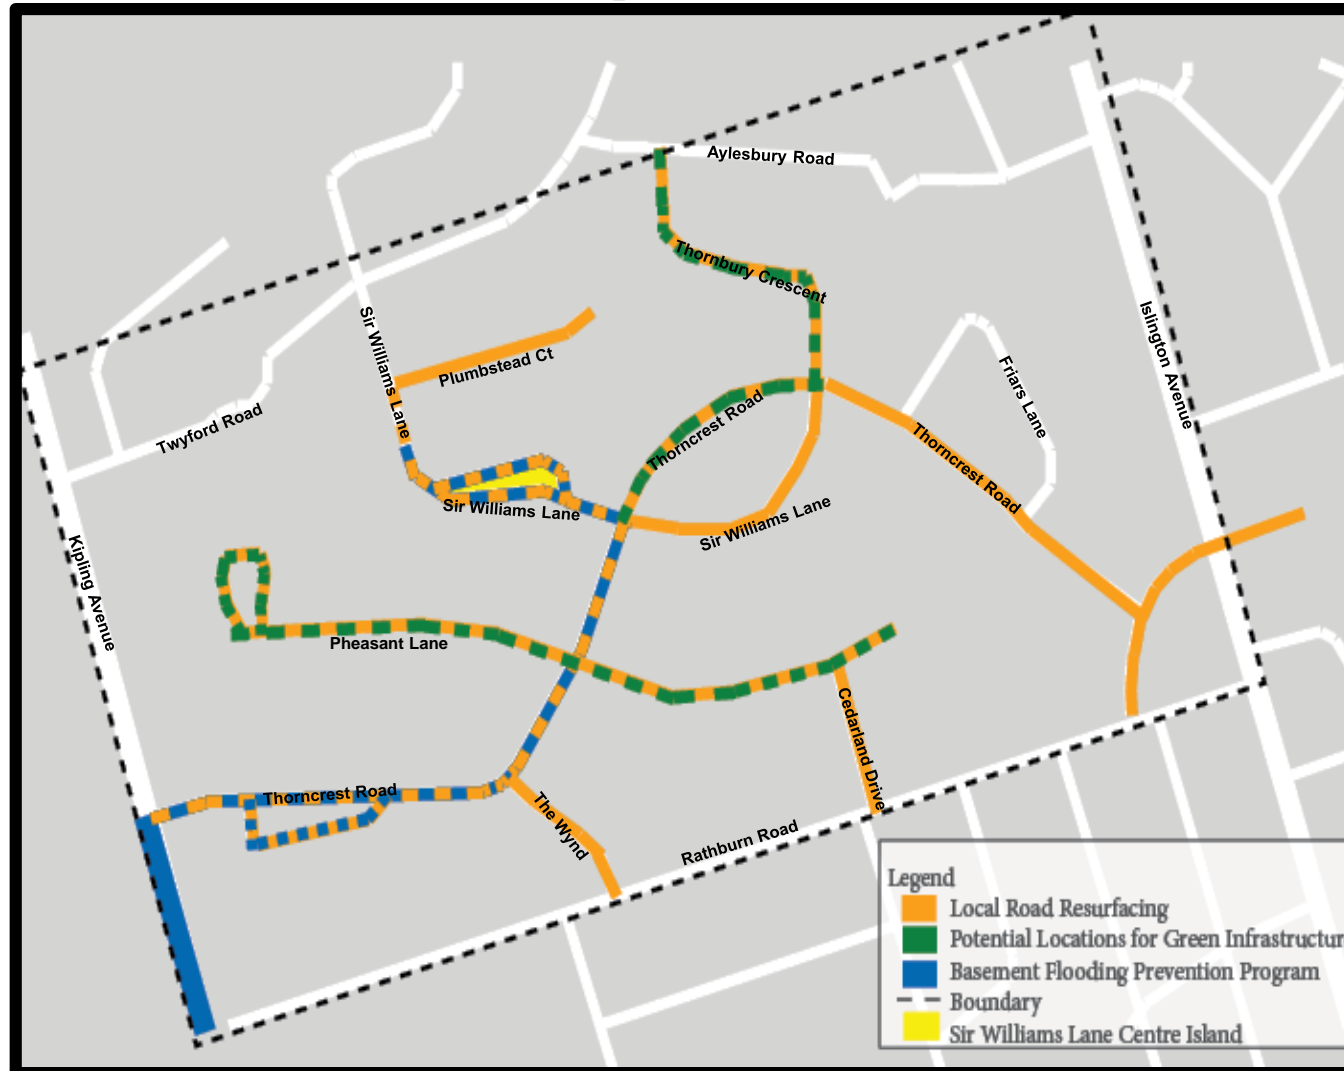 Aylesbury Road
Thornbury Crescent
Sir Williams Lane
Plumbstead Ct
Islington Avenue
Friars Lane
Twyford Road
Thorncrest Road
Thorncrest Road
Sir Williams Lane
Sir Williams Lane
Kipling Avenue
Pheasant Lane
Cedarland Drive
Thorncrest Road
The Wynd
Rathburn Road
Legend
Local Road Resurfacing
Potential Locations for Green Infrastructur
Basement Flooding Prevention Program
Boundary
Sir Williams Lane Centre Island